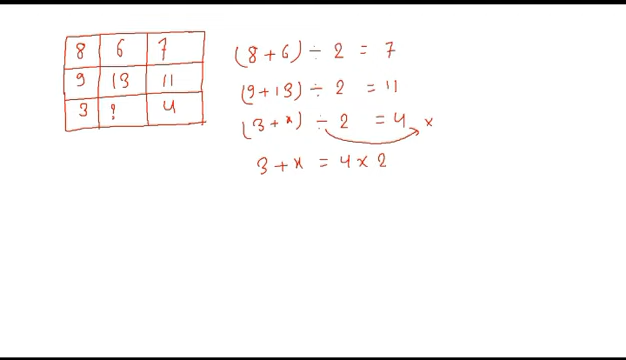 8 6 7
9 13 11
3 ? 4
(8 + 6) ÷ 2 = 7
(9 + 13) ÷ 2 = 11
(3 + x) ÷ 2 = 4 ×
3 + x = 4 × 2